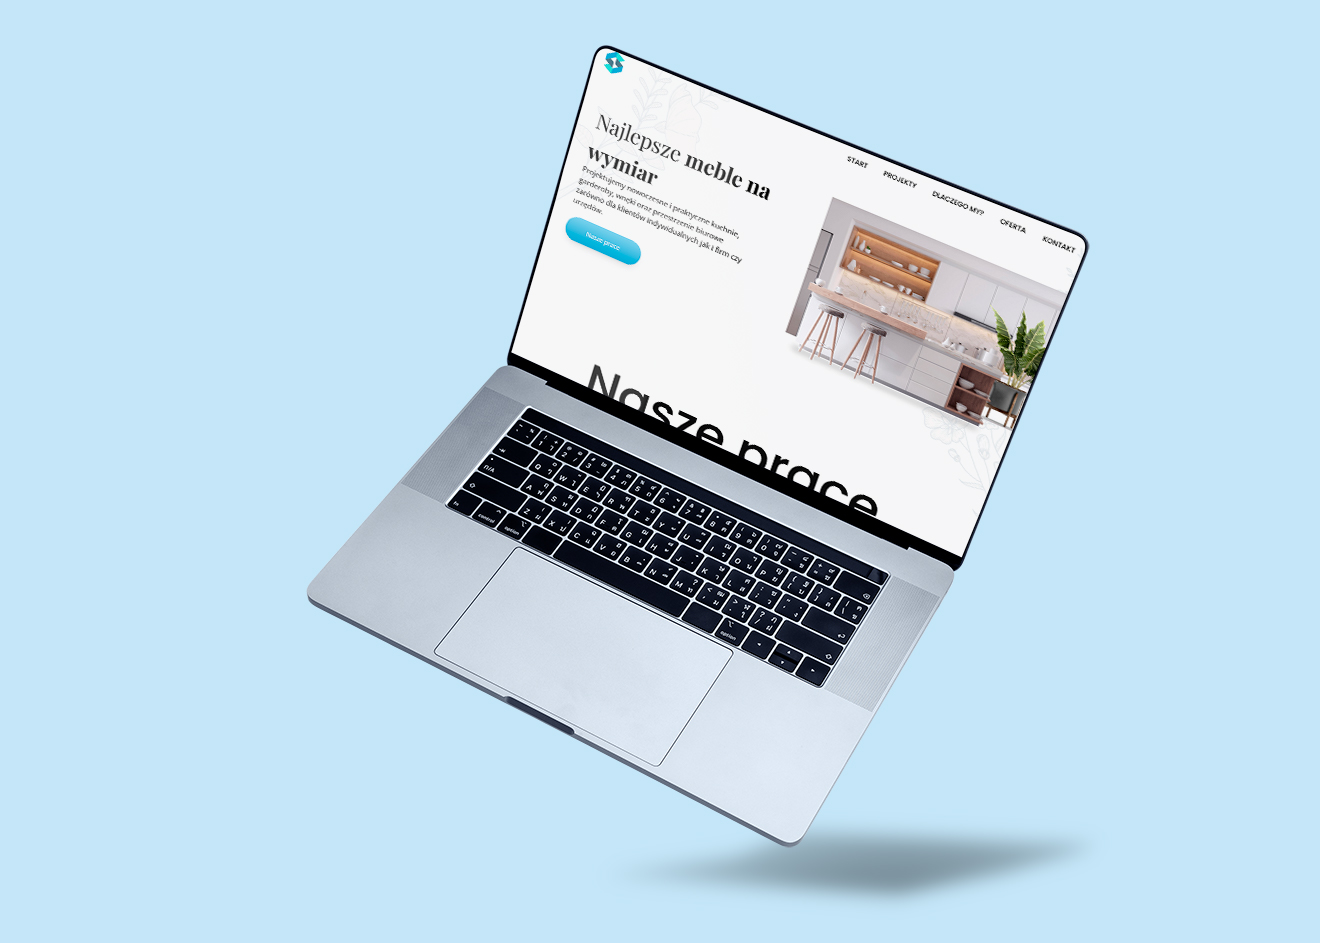 START
PROJEKTY
DLACZEGO MY?
OFERTA
KONTAKT
Najlepsze meble na
wymiar
Projektujemy nowoczesne i praktyczne kuchnie,
garderoby, wnęki oraz przestrzenie biurowe
zarówno dla klientów indywidualnych jak i firm czy
urzędów.
Nasze prace
Nasze prace
Q W E R T Y U I O P
A S D F G H J K L
Z X C V B N M
fn
control
option
option